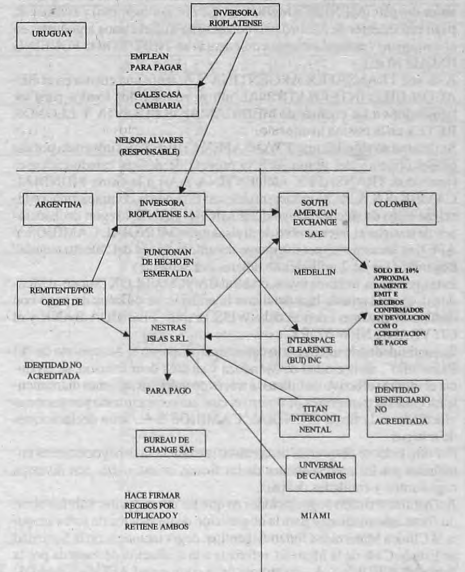 INVERSORA
RIOPLATENSE
URUGUAY
EMPLEAN
PARA PAGAR
GALES CASA
CAMBIARIA
NELSON ALVARES
(RESPONSABLE)
ARGENTINA
INVERSORA
RIOPLATENSE S.A
SOUTH
AMERICAN
EXCHANGE
S.A.E.
COLOMBIA
FUNCIONAN
DE HECHO EN
ESMERALDA
MEDELLIN
SOLO EL 10%
APROXIMA
DAMENTE
EMITE
RECIBOS
CONFIRMADOS
EN DEVOLUCION
COM O
ACREDITACION
DE PAGOS
REMITENTE/POR
ORDEN DE
NESTRAS
ISLAS S.R.L.
INTERSPACE
CLEARENCE
(BUI) INC
IDENTIDAD NO
ACREDITADA
PARA PAGO
TITAN
INTERCONTI
NENTAL
IDENTIDAD
BENEFICIARIO
NO
ACREDITADA
BUREAU DE
CHANGE SAF
UNIVERSAL
DE CAMBIOS
HACE FIRMAR
RECIBOS POR
DUPLICADO Y
RETIENE AMBOS
MIAMI